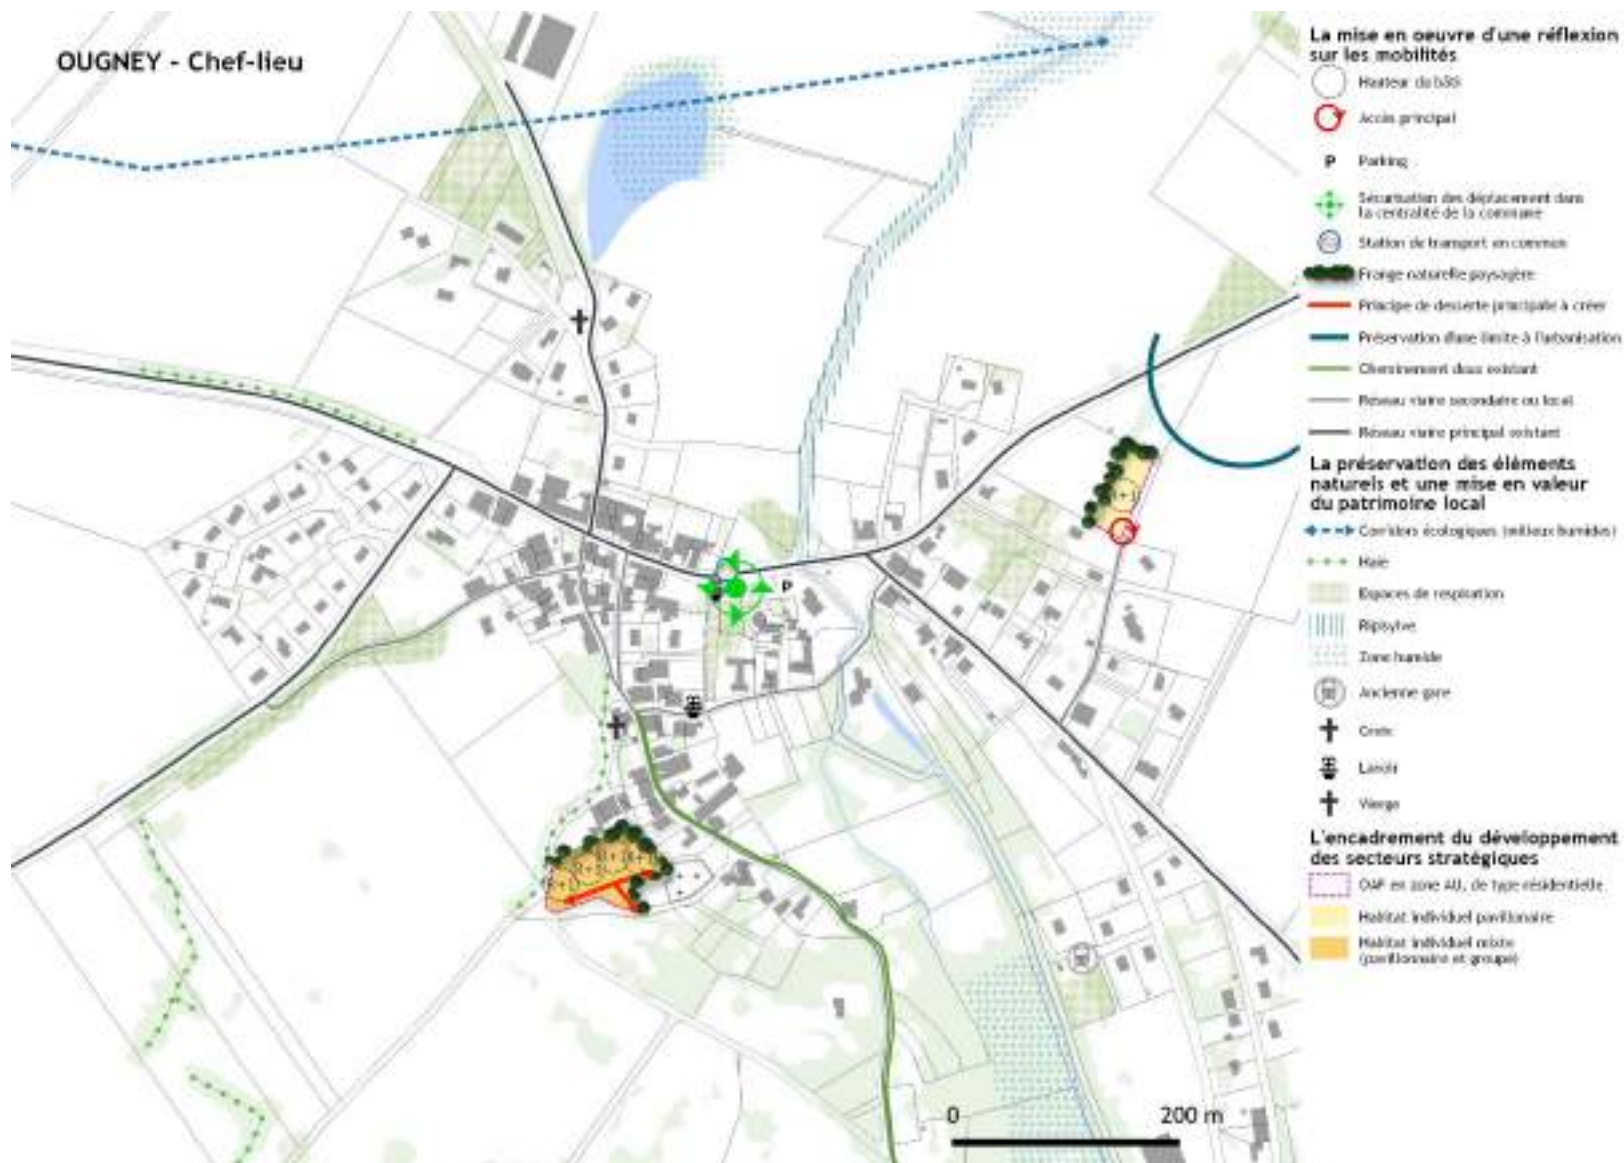 OUGNEY - Chef-lieu
La mise en oeuvre d'une réflexion
sur les mobilités
Hauteur du bâti
Accès principal
P
Parking
Sécurisation des déplacement dans
la centralité de la commune
Station de transport en commun
Frange naturelle paysagère
Principe de desserte principale à créer
Préservation d'une limite à l'urbanisation
Cheminement doux existant
Réseau viaire secondaire ou local
Réseau viaire principal existant
La préservation des éléments
naturels et une mise en valeur
du patrimoine local
Corridors écologiques (milieux humides)
Haie
Espaces de respiration
Ripisylve
Zone humide
Ancienne gare
Croix
Lavoir
Vierge
L'encadrement du développement
des secteurs stratégiques
OAP en zone AU, de type résidentielle
Habitat individuel pavillonaire
Habitat individuel mixte
(pavillonnaire et groupé)
P
0
200 m